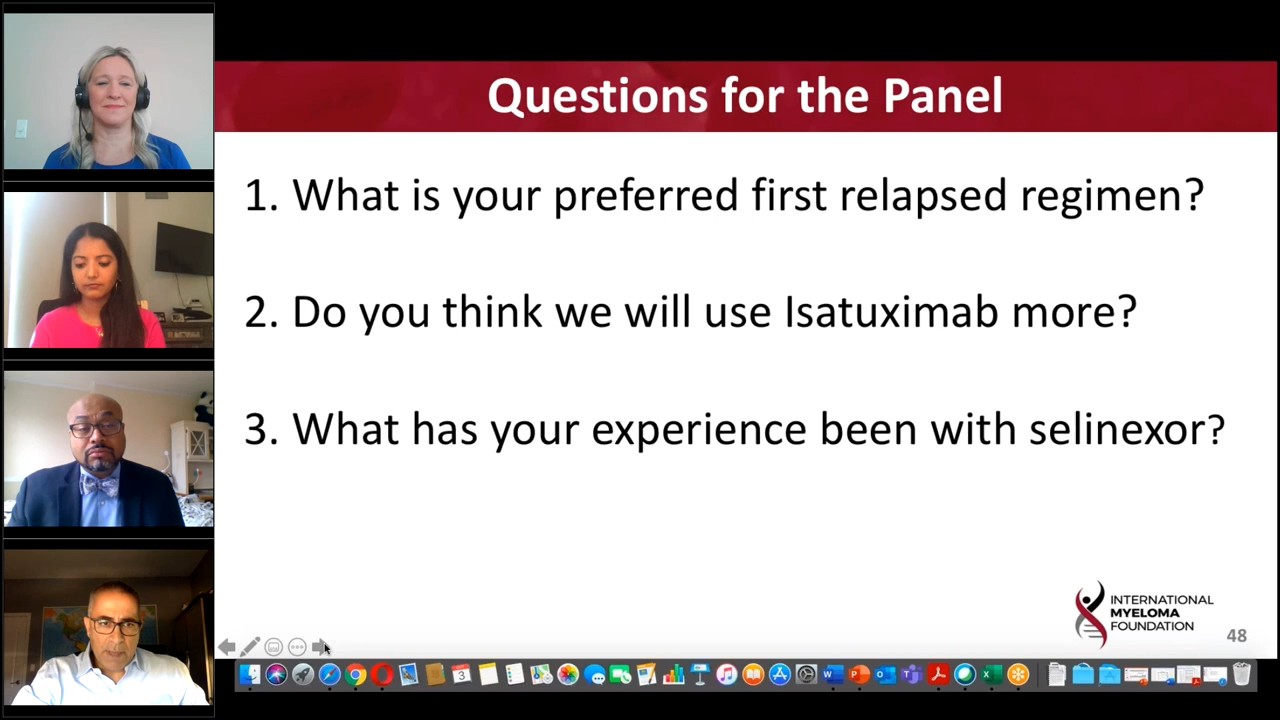 Questions for the Panel
1. What is your preferred first relapsed regimen?
2. Do you think we will use Isatuximab more?
3. What has your experience been with selinexor?
INTERNATIONAL
MYELOMA
FOUNDATION
48
3